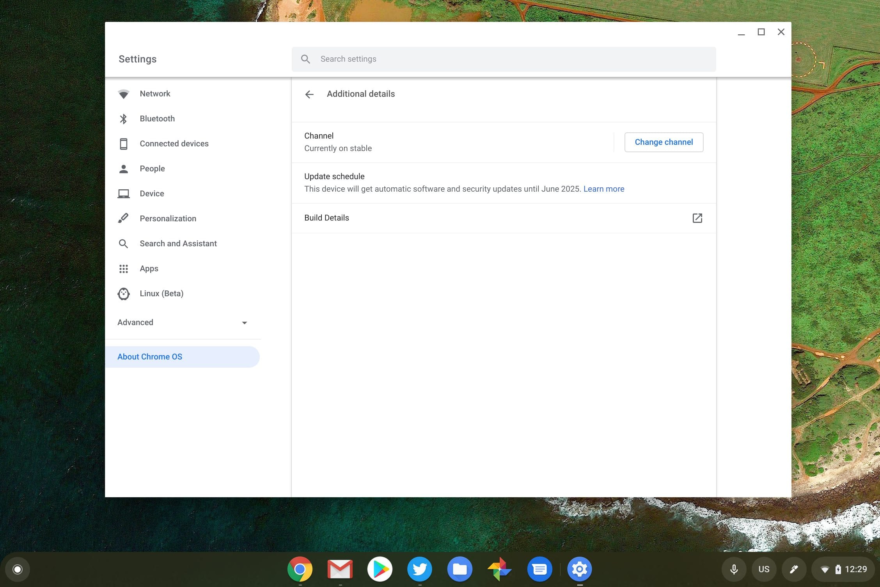 Settings
Search settings
Network
Bluetooth
Connected devices
People
Device
Personalization
Search and Assistant
Apps
Linux (Beta)
Advanced
About Chrome OS
Additional details
Channel
Currently on stable
Change channel
Update schedule
This device will get automatic software and security updates until June 2025. Learn more
Build Details
US
12:29